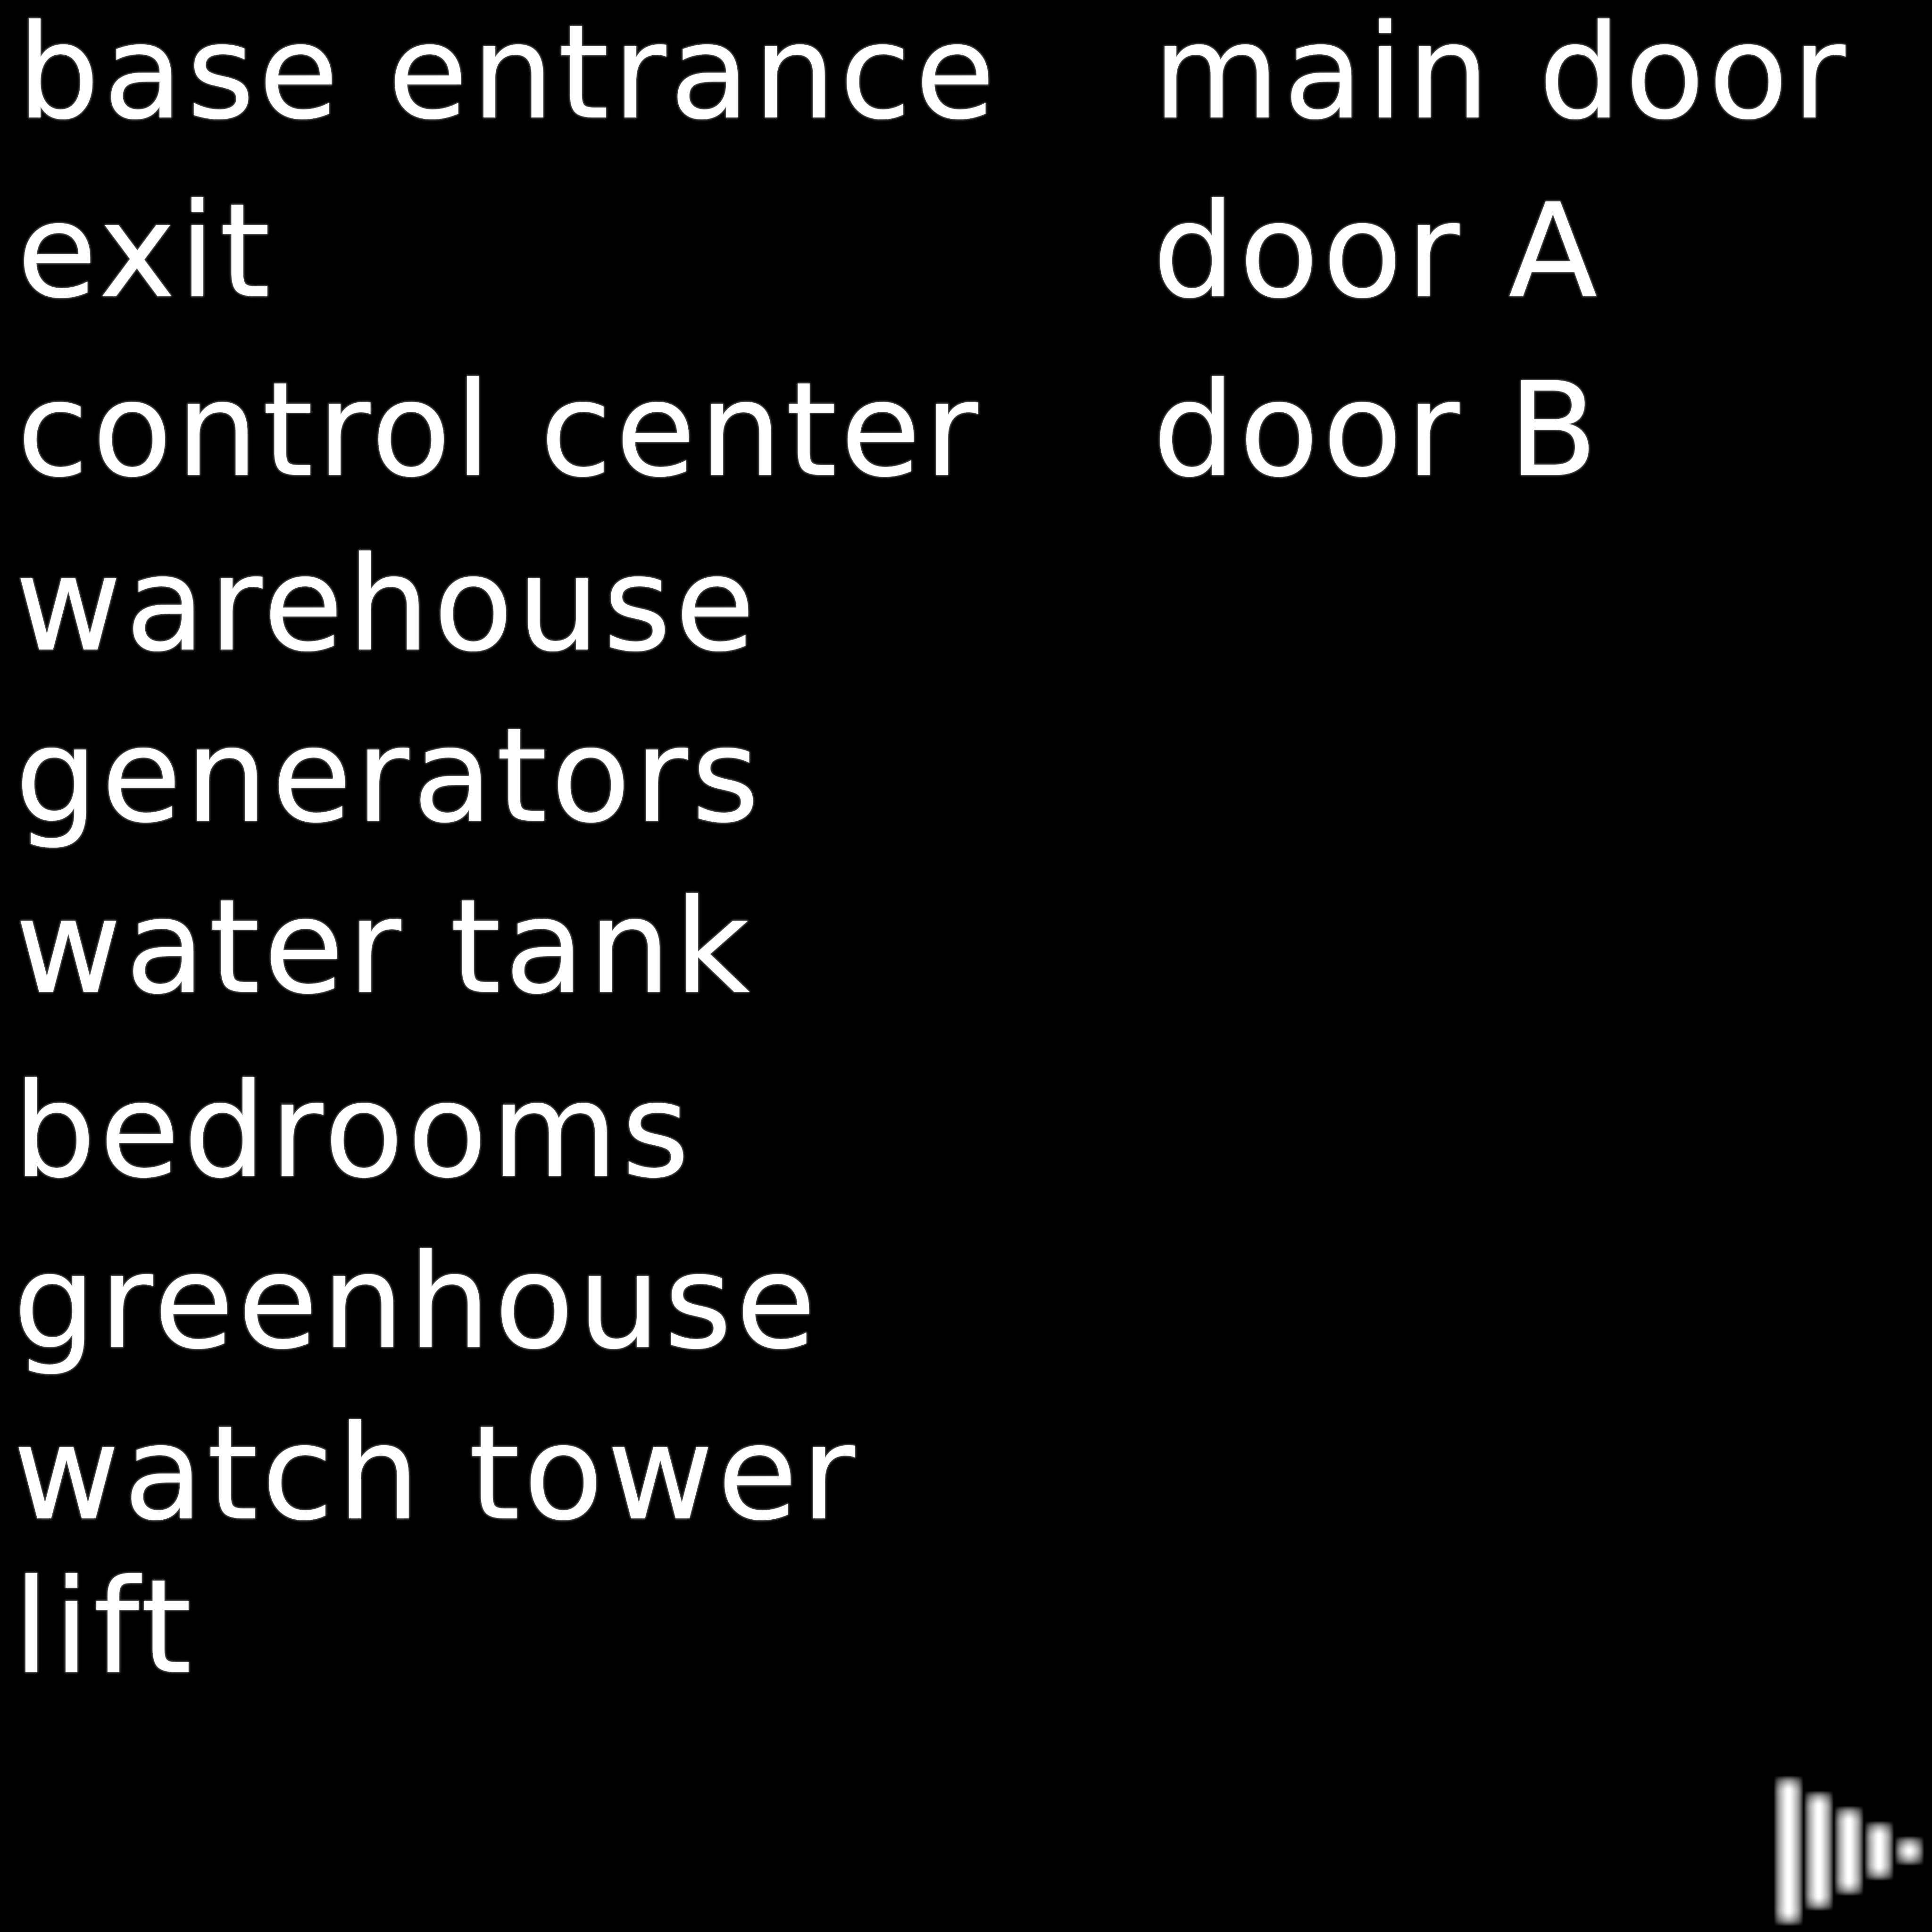 base entrance
exit
control center
warehouse
generators
water tank
bedrooms
greenhouse
watch tower
lift
main door
door A
door B